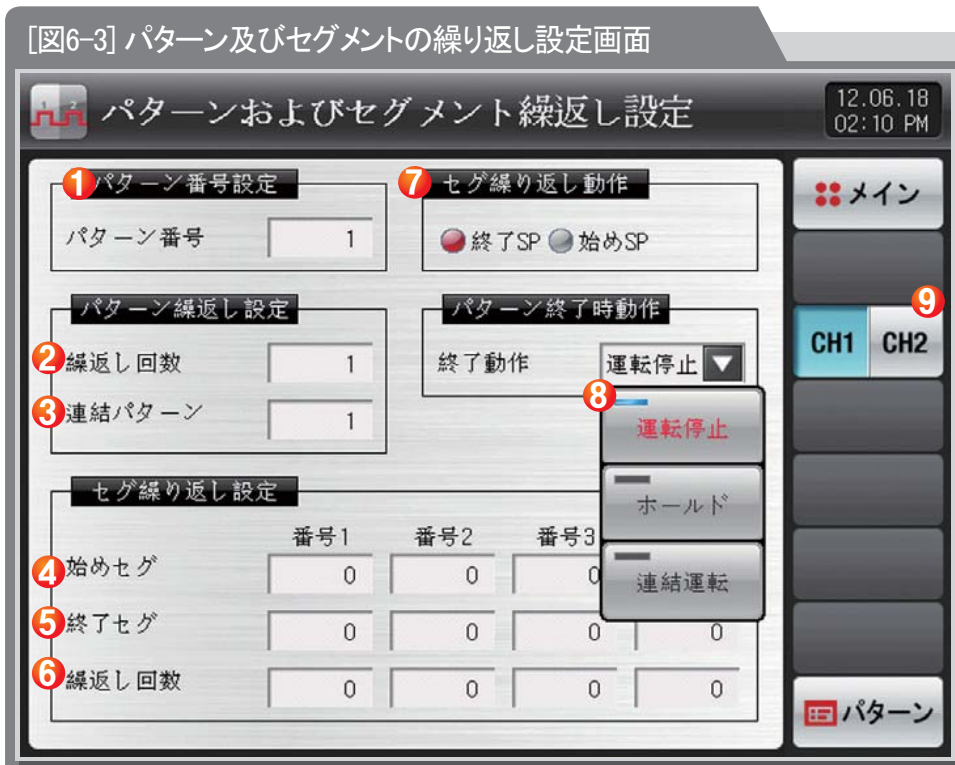 [図6-3] パターン及びセグメントの繰り返し設定画面
パターンおよびセグメント繰返し設定
12.06.18
02:10 PM
1 パターン番号設定
パターン番号 1
7 セグ繰り返し動作
終了SP 始めSP
パターン繰返し設定
2 繰返し回数 1
3 連結パターン 1
パターン終了時動作
終了動作 運転停止
8
運転停止
ホールド
連結運転
セグ繰り返し設定
番号1 番号2 番号3
4 始めセグ 0 0 0
5 終了セグ 0 0 0 0
6 繰返し回数 0 0 0 0
メイン
9
CH1 CH2
パターン